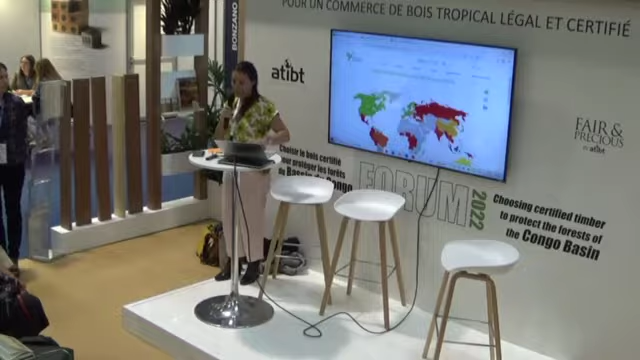 POUR UN COMMERCE DE BOIS TROPICAL LÉGAL ET CERTIFIÉ
BONZANO
atibt
FAIR &
PRECIOUS
by atibt
Choisir le bois certifié
pour protéger les forêts
du Bassin du Congo
FORUM
2022
Choosing certified timber
to protect the forests of
the Congo Basin